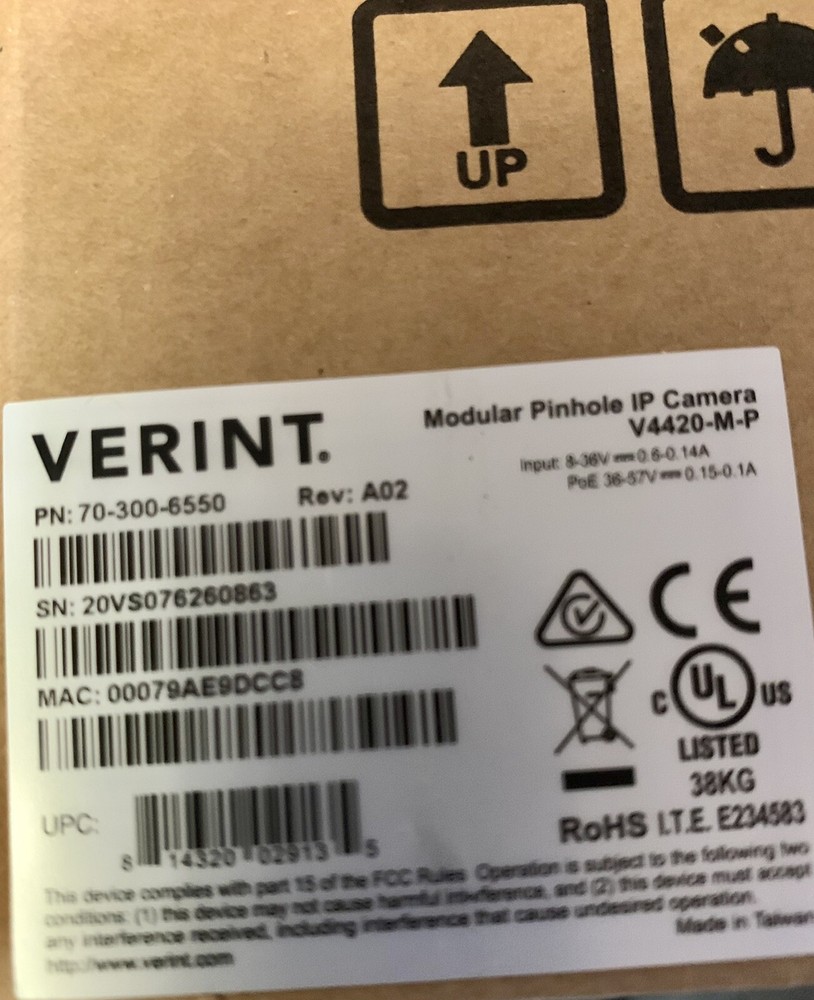 UP
VERINT.
Modular Pinhole IP Camera
V4420-M-P
Input: 8-36V⎓0.6-0.14A
PoE 36-57V⎓0.15-0.1A
PN: 70-300-6550 Rev: A02
SN: 20VS076260863
MAC: 00079AE9DCC8
CE
C UL US
LISTED
38KG
RoHS I.T.E. E234583
UPC:
8 14320 02913 5
This device complies with part 15 of the FCC Rules. Operation is subject to the following two
conditions: (1) this device may not cause harmful interference, and (2) this device must accept
any interference received, including interference that cause undesired operation.
Made in Taiwan
http://www.verint.com